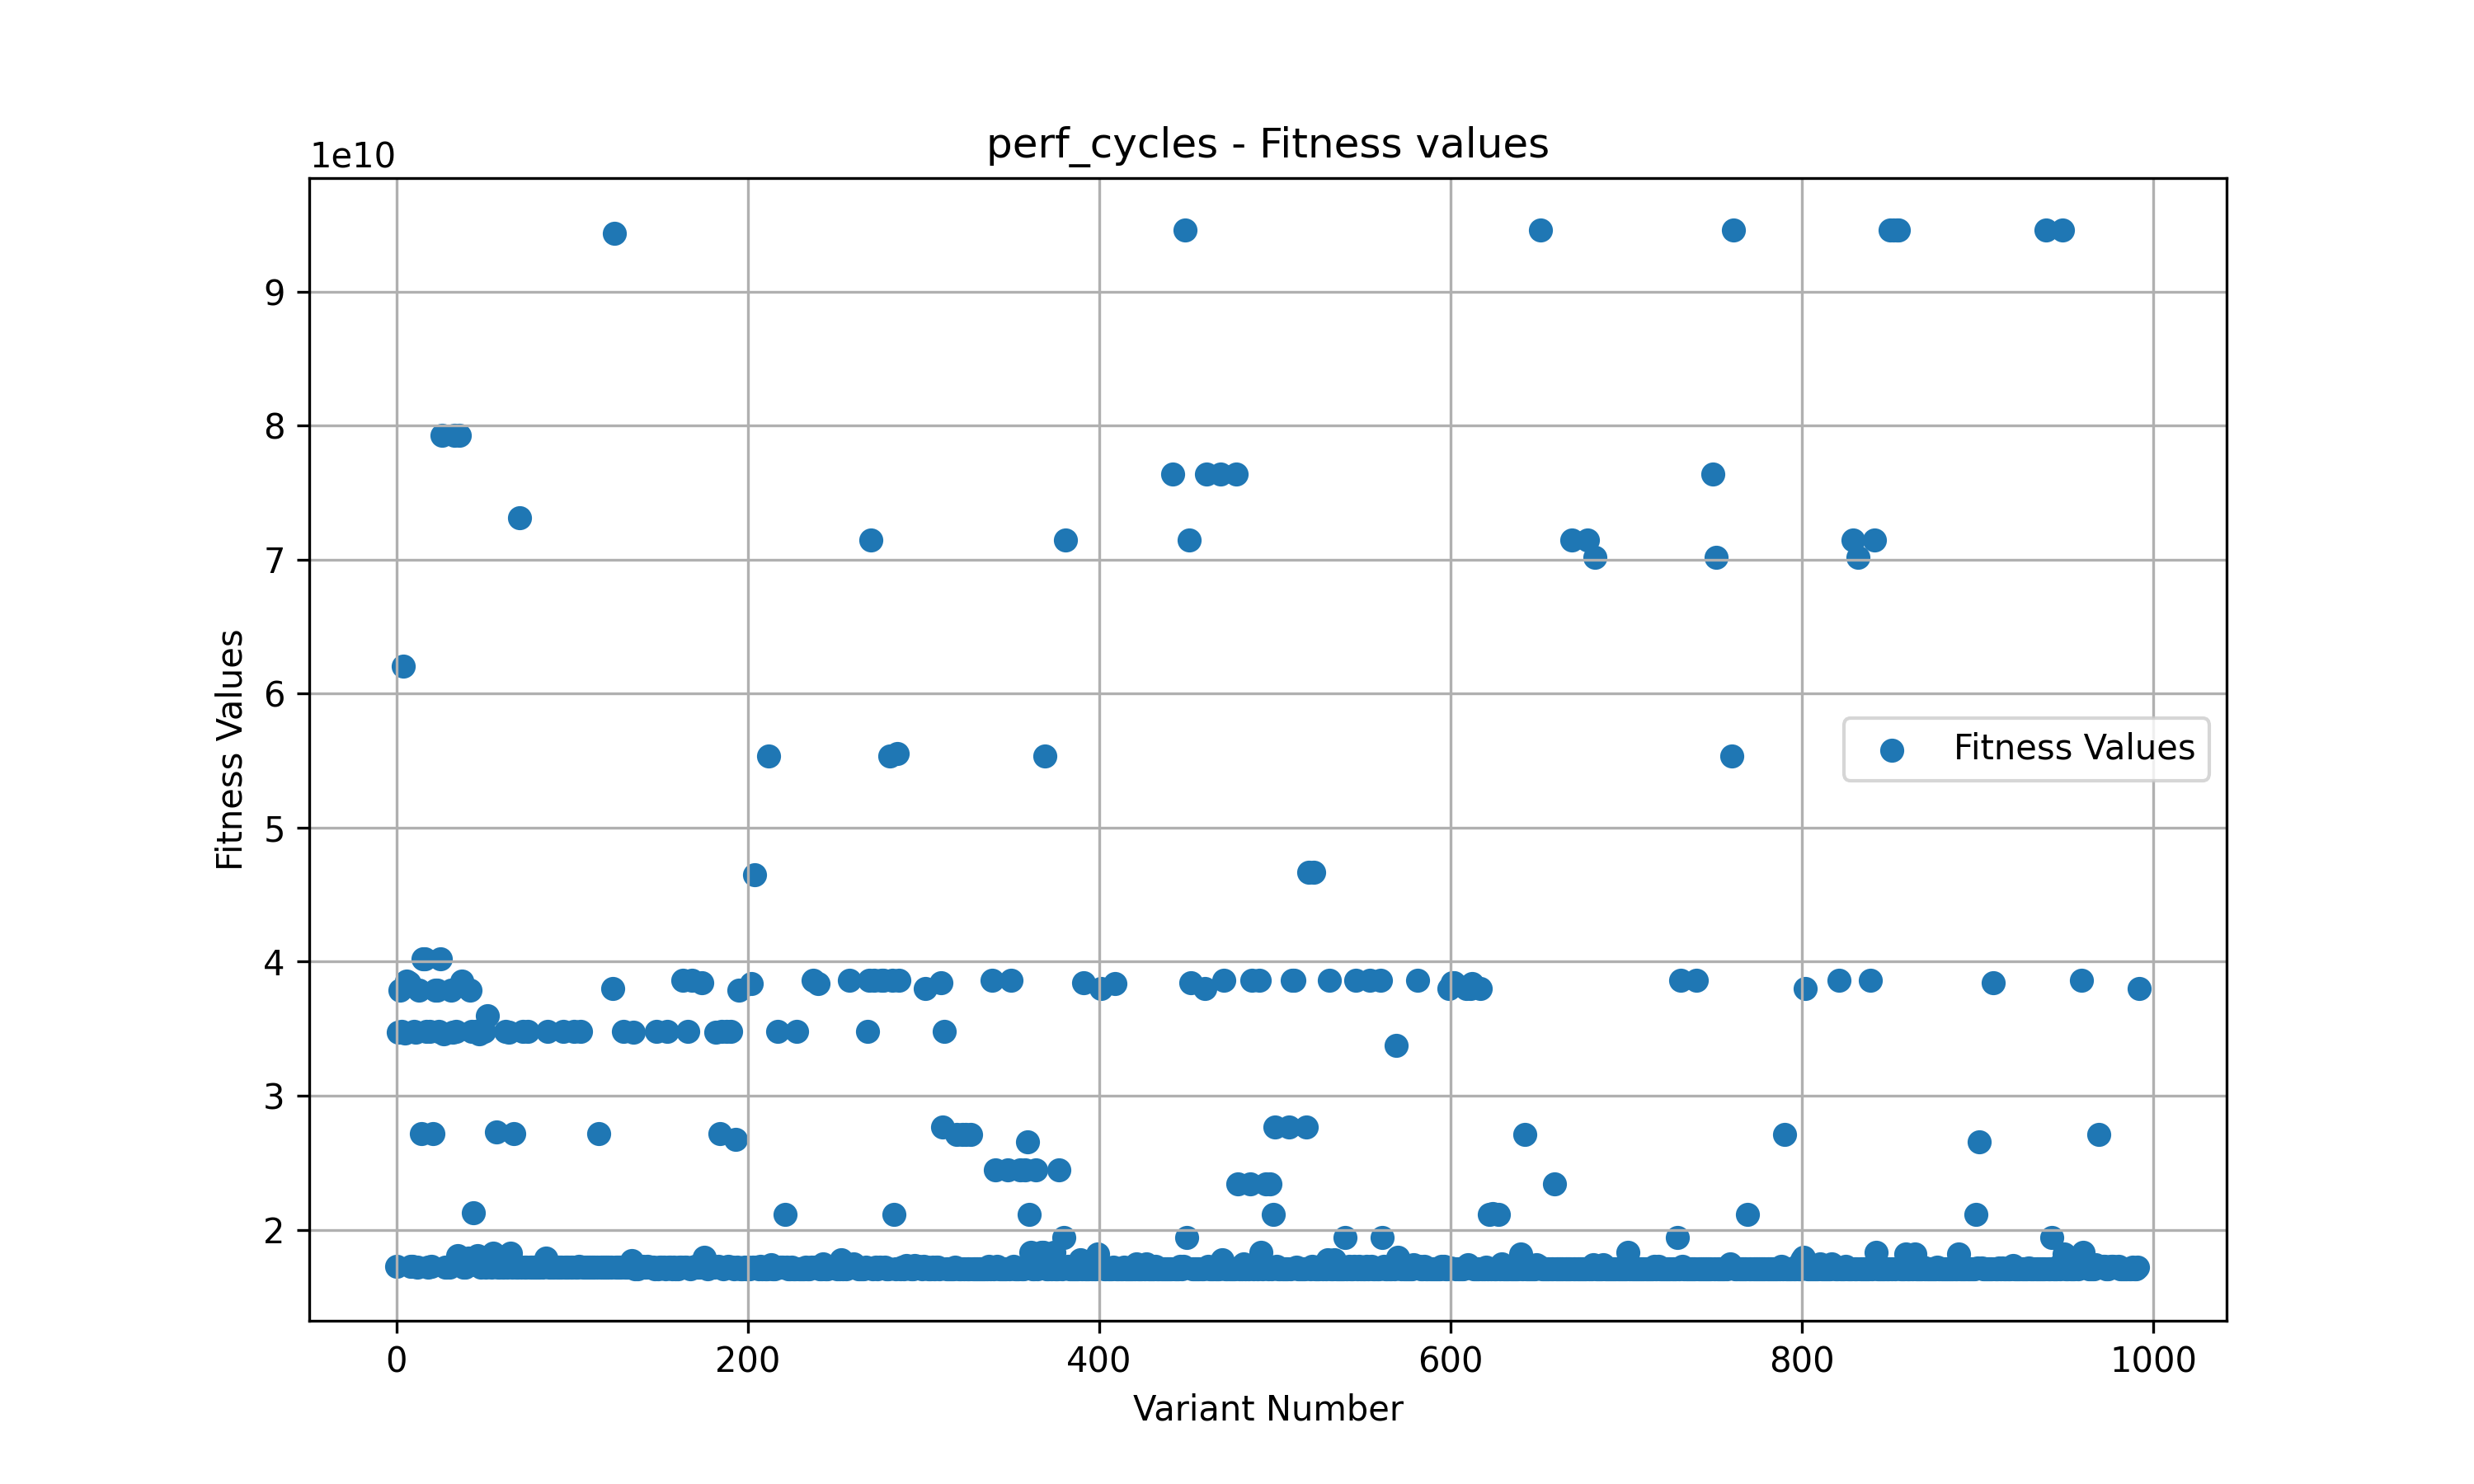 perf_cycles - Fitness values
1e10
9
8
7
6
5
4
3
2
Fitness Values
Fitness Values
0 200 400 600 800 1000
Variant Number